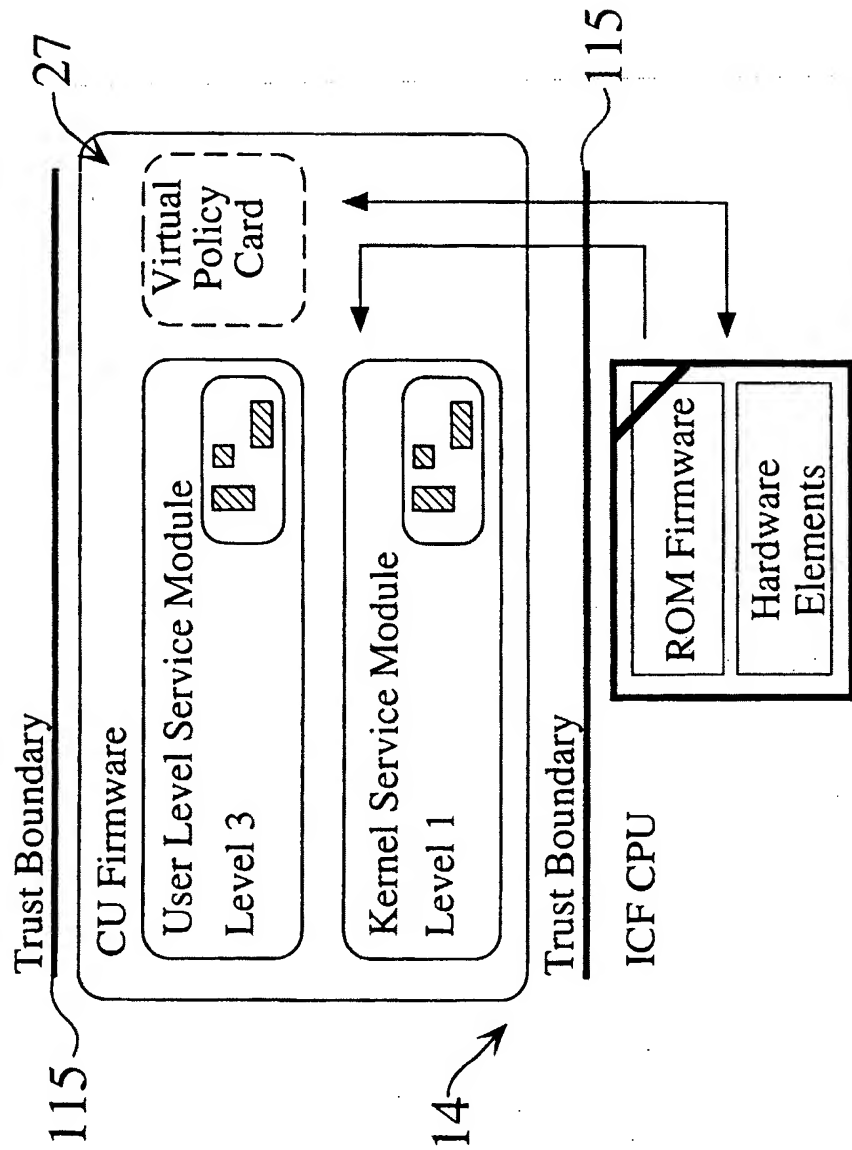 Trust Boundary
115
27
CU Firmware
User Level Service Module
Level 3
Virtual
Policy
Card
Kernel Service Module
Level 1
14
Trust Boundary
115
ICF CPU
ROM Firmware
Hardware
Elements